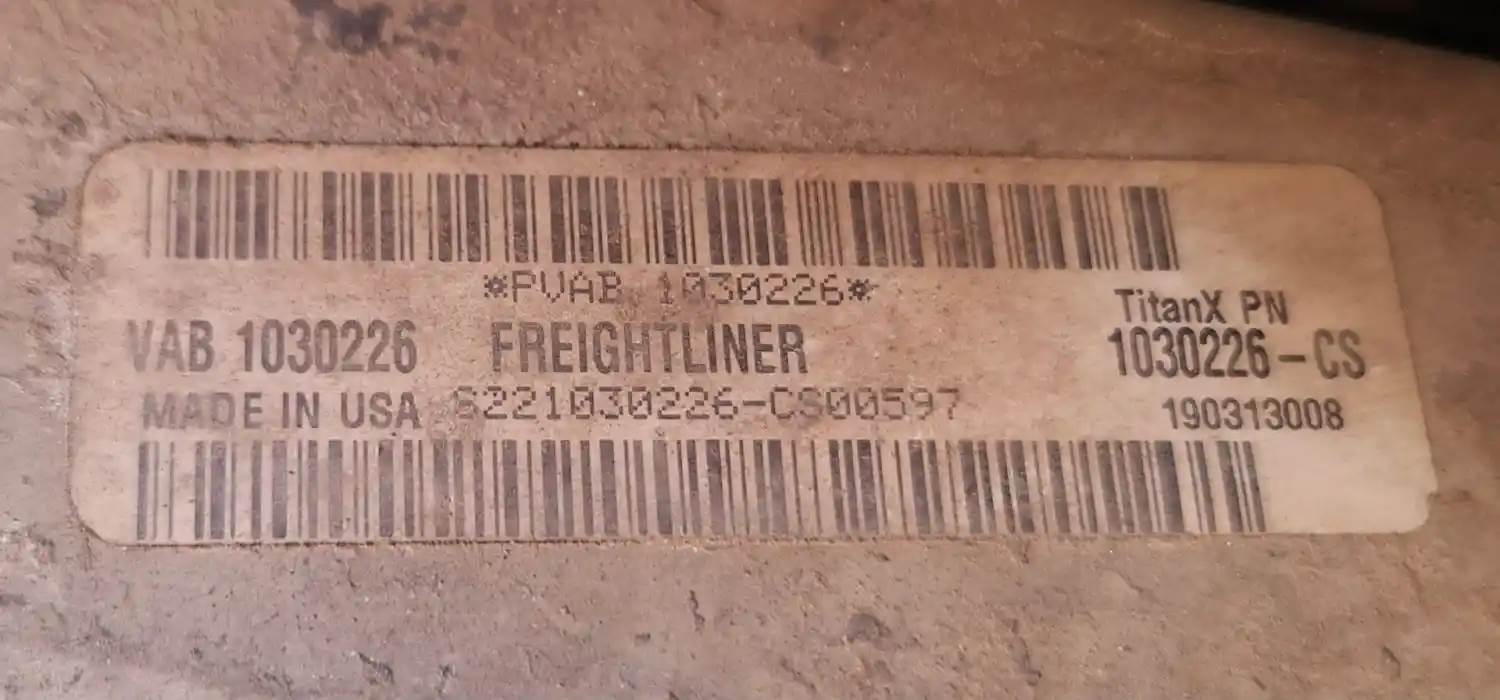 *PVAB 1030226*
TitanX PN
VAB 1030226 FREIGHTLINER 1030226-CS
MADE IN USA 6221030226-CS00597 190313008